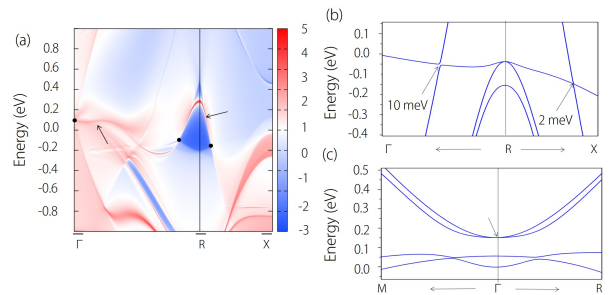 (a)
Energy (eV)
0.8
0.6
0.4
0.2
0.0
-0.2
-0.4
-0.8
Γ
R
X
5
4
3
2
1
0
-1
-2
-3
(b)
Energy (eV)
0.1
0.0
-0.1
-0.2
-0.3
-0.4
10 meV
2 meV
Γ
R
X
(c)
Energy (eV)
0.5
0.4
0.3
0.2
0.1
0.0
-0.1
M
Γ
R